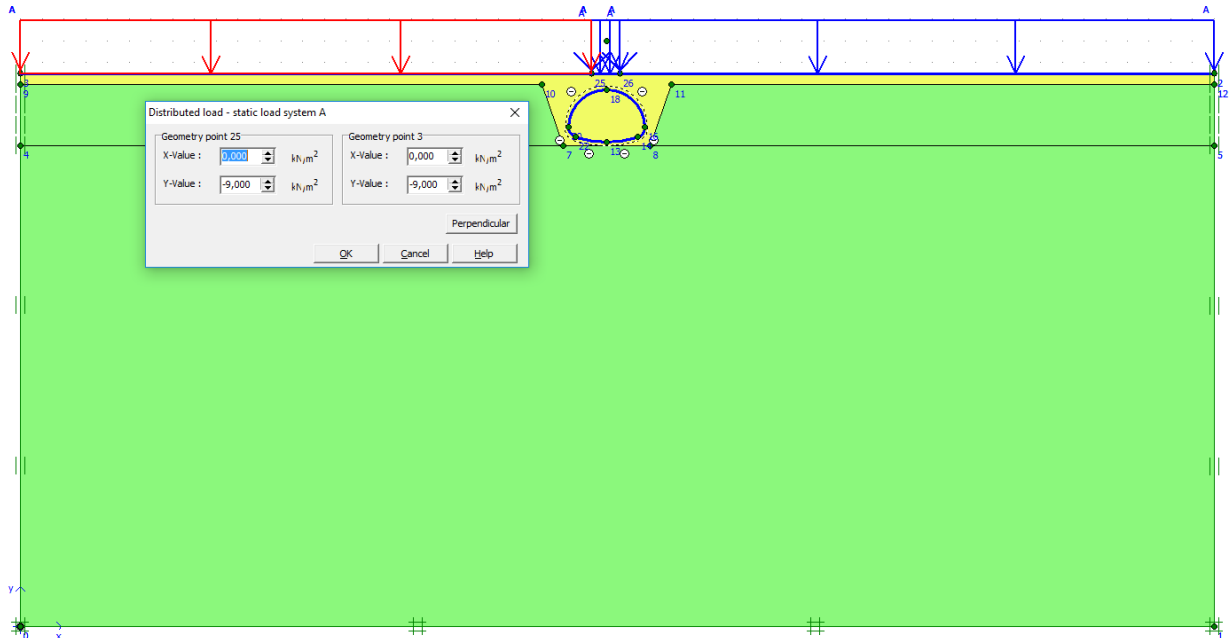 A A A A
25 26 2
9 10 18 11 12
Distributed load - static load system A
Geometry point 25 Geometry point 3
X-Value : 0,000 kN/m2 X-Value : 0,000 kN/m2
Y-Value : -9,000 kN/m2 Y-Value : -9,000 kN/m2
Perpendicular
OK Cancel Help
4 7 13 8 5
y
0 x 1